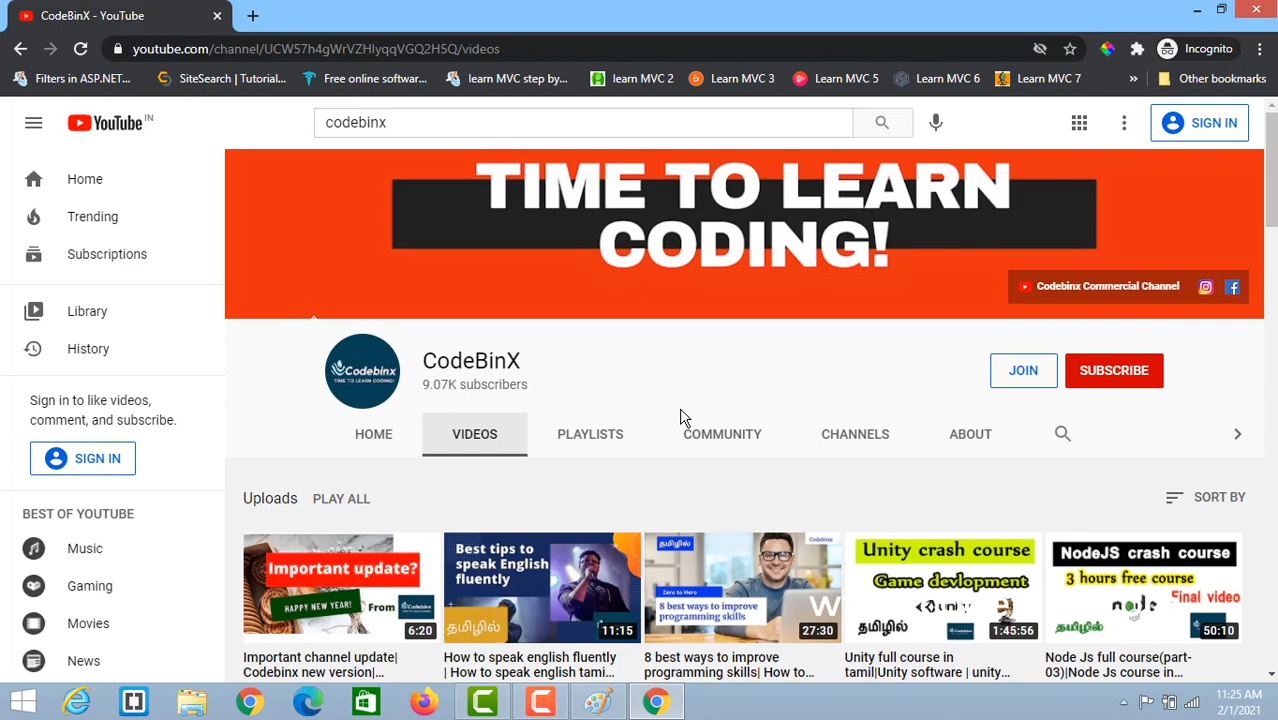 CodeBinX - YouTube
youtube.com/channel/UCW57h4gWrVZHlyqqVGQ2H5Q/videos
Incognito
Filters in ASP.NET...
SiteSearch | Tutorial...
Free online softwar...
learn MVC step by...
learn MVC 2
Learn MVC 3
Learn MVC 5
Learn MVC 6
Learn MVC 7
»
Other bookmarks
YouTube IN
codebinx
SIGN IN
Home
Trending
Subscriptions
Library
History
Sign in to like videos,
comment, and subscribe.
SIGN IN
BEST OF YOUTUBE
Music
Gaming
Movies
News
TIME TO LEARN
CODING!
Codebinx Commercial Channel
Codebinx
TIME TO LEARN CODING!
CodeBinX
9.07K subscribers
JOIN
SUBSCRIBE
HOME
VIDEOS
PLAYLISTS
COMMUNITY
CHANNELS
ABOUT
Uploads
PLAY ALL
SORT BY
Important update?
HAPPY NEW YEAR!
From
Codebinx
6:20
Important channel update|
Codebinx new version|
Best tips to
speak English
fluently
தமிழில்
11:15
How to speak english fluently
| How to speak english tami...
தமிழில்
Codebinx
Zero to Hero
8 best ways to improve
programming skills
W
27:30
8 best ways to improve
programming skills| How to...
Unity crash course
Game devlopment
unity
தமிழில்
1:45:56
Unity full course in
tamil|Unity software | unity...
NodeJS crash course
3 hours free course
Final video
node
தமிழில்
50:10
Node Js full course(part-
03)|Node Js course in...
11:25 AM
2/1/2021